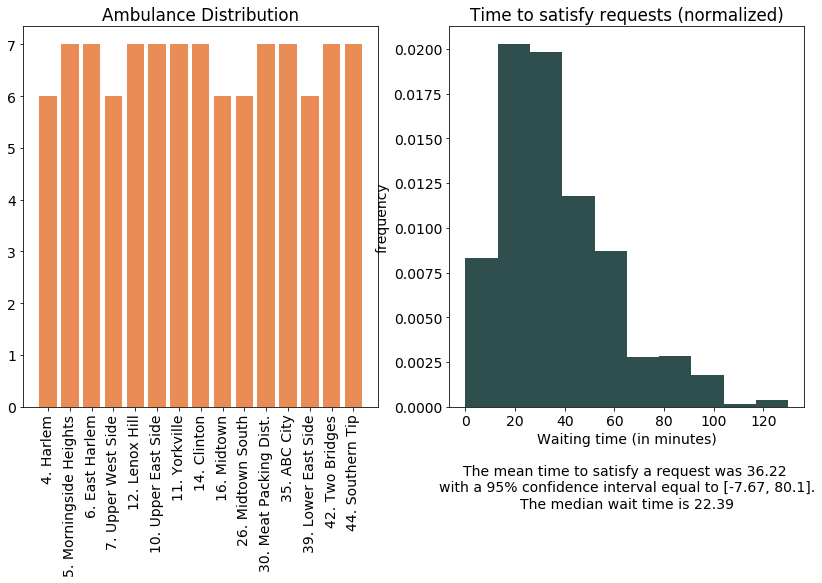 Ambulance Distribution
7
6
5
4
3
2
1
0
4. Harlem
5. Morningside Heights
6. East Harlem
7. Upper West Side
12. Lenox Hill
10. Upper East Side
11. Yorkville
14. Clinton
16. Midtown
26. Midtown South
30. Meat Packing Dist.
35. ABC City
39. Lower East Side
42. Two Bridges
44. Southern Tip
Time to satisfy requests (normalized)
frequency
0.0200
0.0175
0.0150
0.0125
0.0100
0.0075
0.0050
0.0025
0.0000
0 20 40 60 80 100 120
Waiting time (in minutes)
The mean time to satisfy a request was 36.22
with a 95% confidence interval equal to [-7.67, 80.1].
The median wait time is 22.39